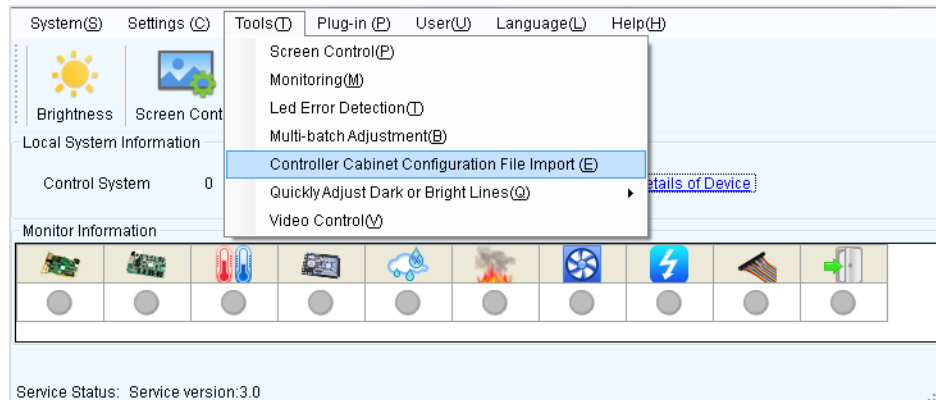 System(S) Settings (C) Tools(T) Plug-in (P) User(U) Language(L) Help(H)
Screen Control(P)
Monitoring(M)
Led Error Detection(T)
Multi-batch Adjustment(B)
Controller Cabinet Configuration File Import (E)
Quickly Adjust Dark or Bright Lines(Q)
Video Control(V)
Brightness Screen Cont
Local System Information
Control System 0 etails of Device
Monitor Information
Service Status: Service version:3.0